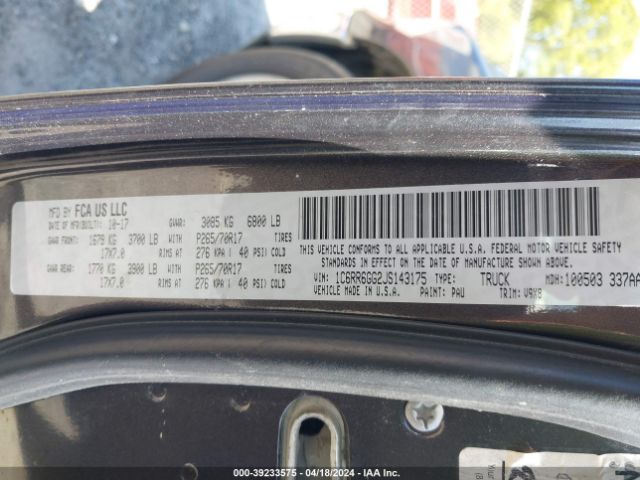 MFD BY FCA US LLC
DATE OF MFR(BUILT): 10-17 GVWR: 3085 KG 6800 LB
GAWR FRONT: 1679 KG 3700 LB WITH P265/70R17 TIRES
17X7.0 RIMS AT 276 KPA ( 40 PSI) COLD
GAWR REAR: 1770 KG 3900 LB WITH P265/70R17 TIRES
17X7.0 RIMS AT 276 KPA ( 40 PSI) COLD
THIS VEHICLE CONFORMS TO ALL APPLICABLE U.S.A. FEDERAL MOTOR VEHICLE SAFETY
STANDARDS IN EFFECT ON THE DATE OF MANUFACTURE SHOWN ABOVE.
VIN: 1C6RR6GG2JS143175 TYPE: TRUCK MDH: 100503 337AA
VEHICLE MADE IN U.S.A. PAINT: PAU TRIM: V9X8
040-39233575 - 04/18/2024 - IAA Inc.